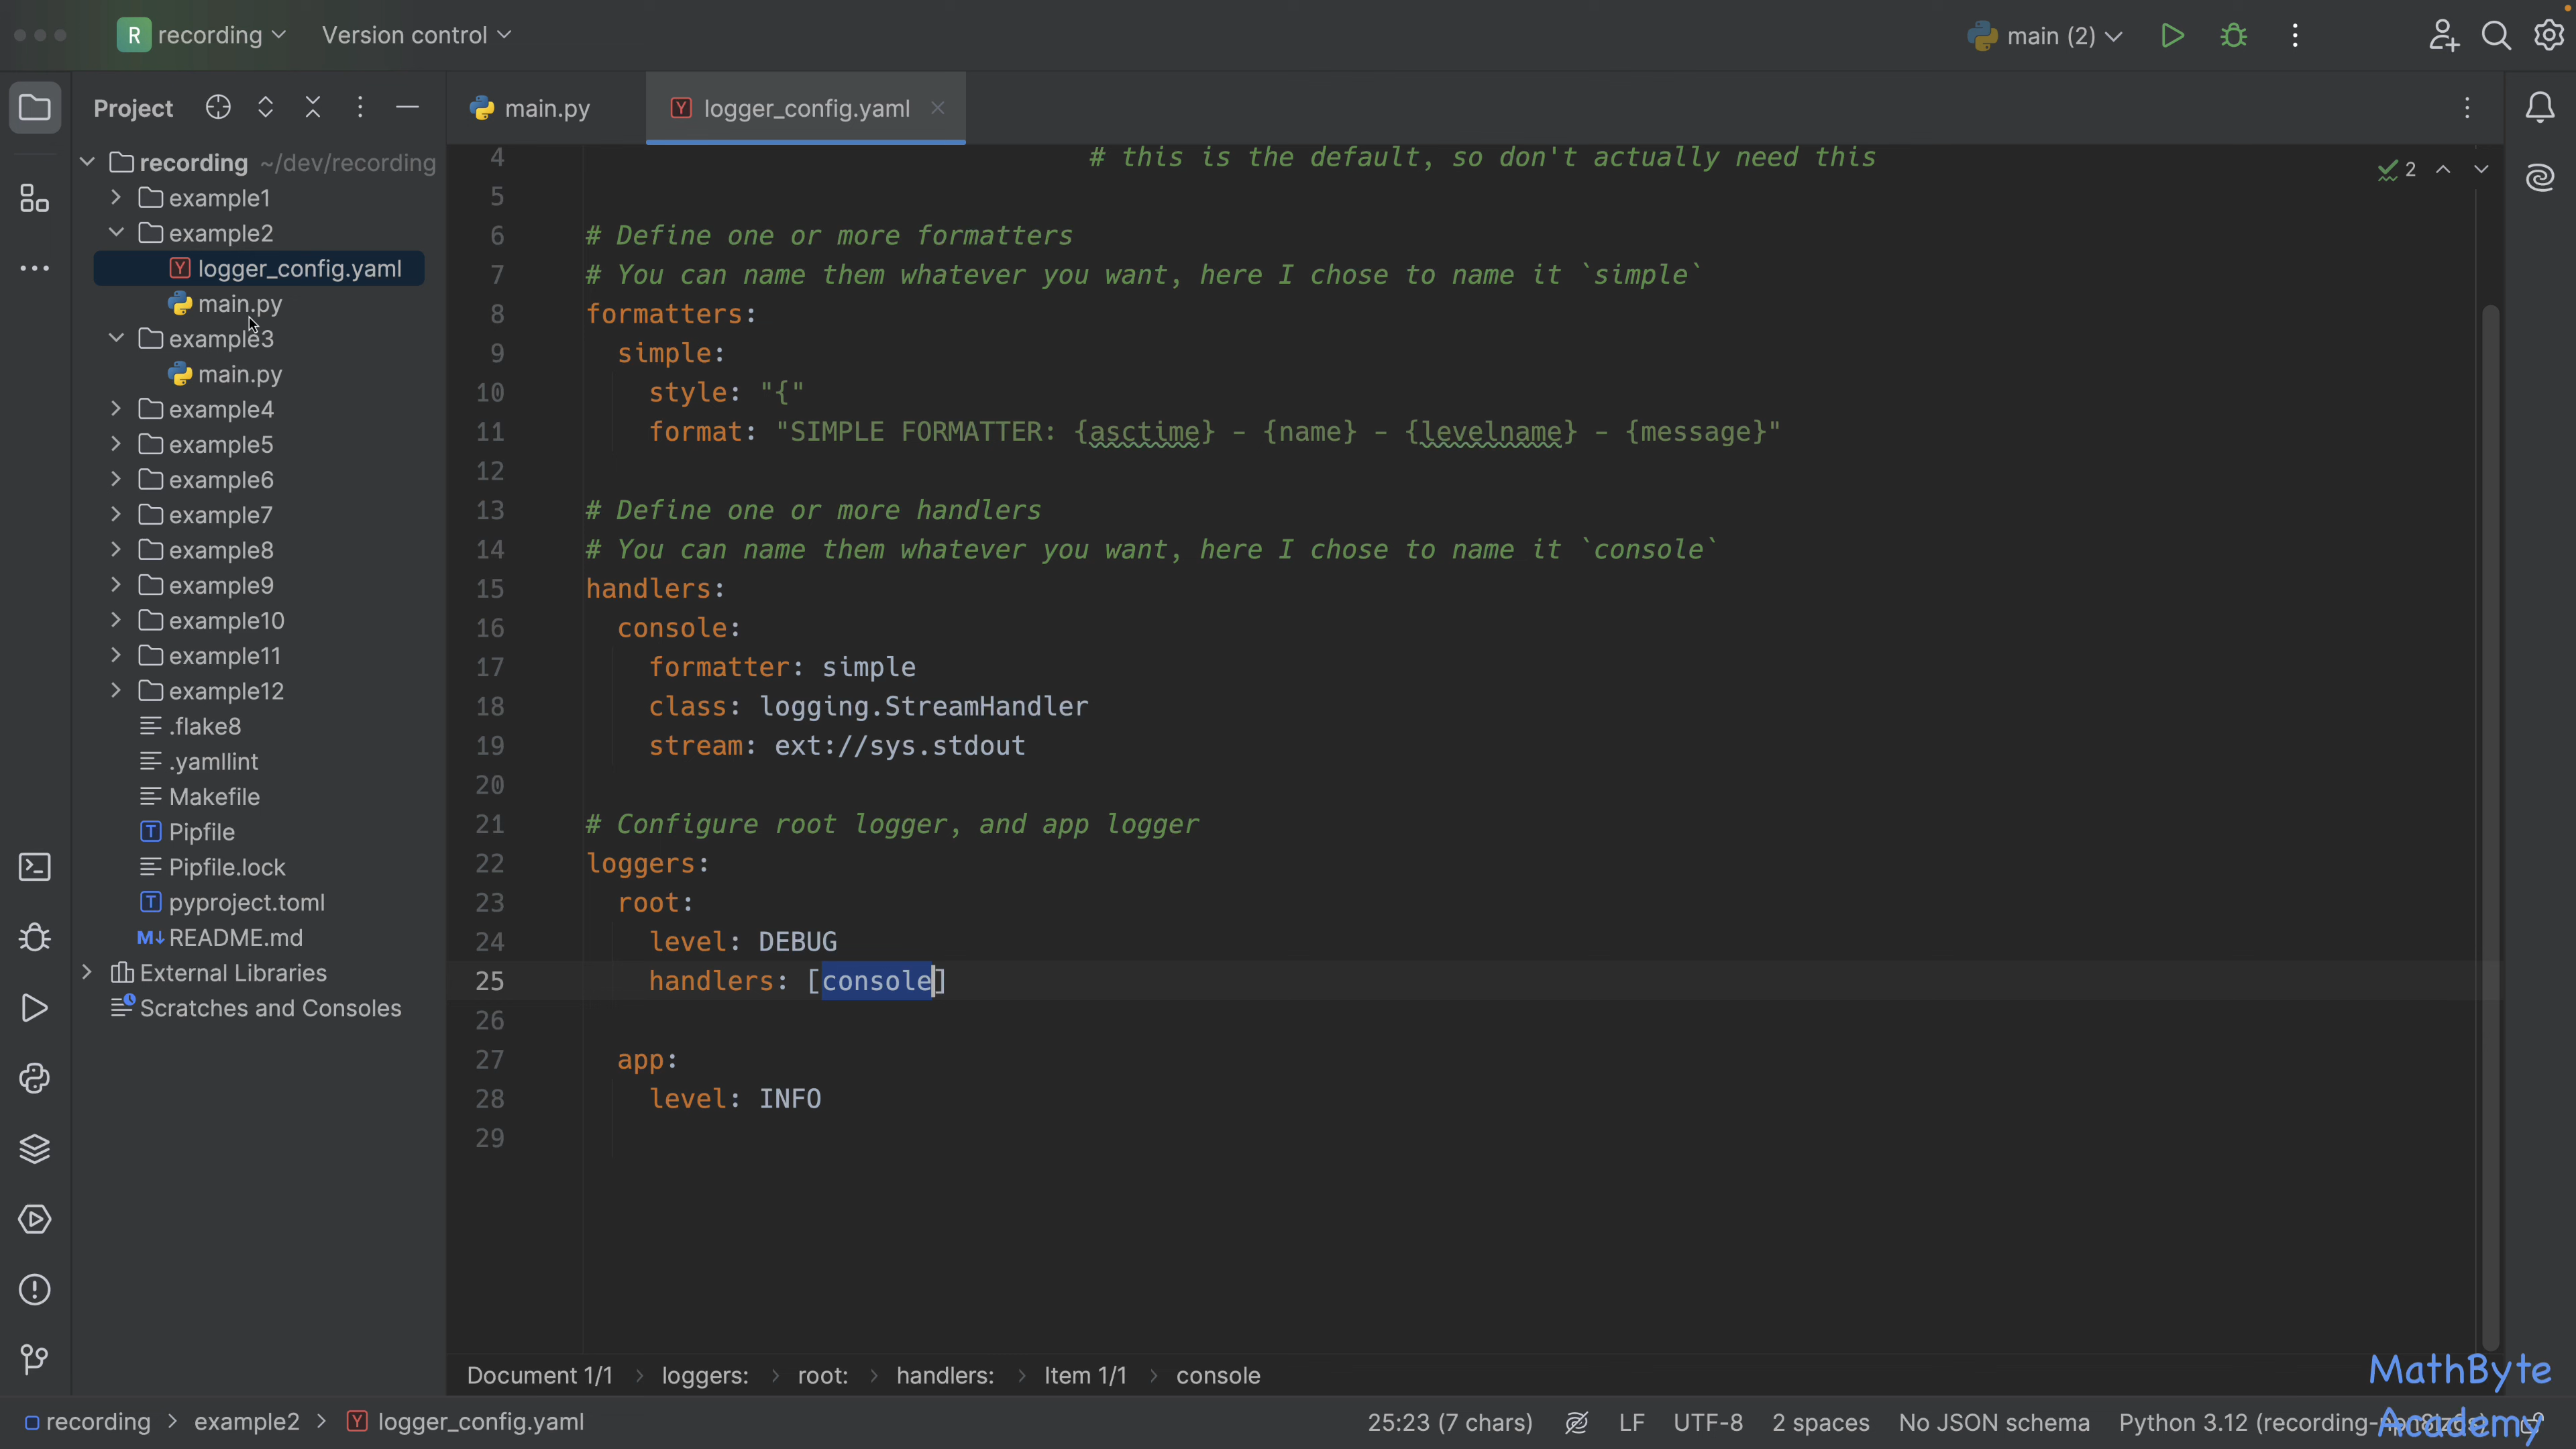 R recording Version control main (2)
Project
main.py
logger_config.yaml
recording ~/dev/recording
example1
example2
logger_config.yaml
main.py
example3
main.py
example4
example5
example6
example7
example8
example9
example10
example11
example12
.flake8
.yamllint
Makefile
Pipfile
Pipfile.lock
pyproject.toml
README.md
External Libraries
Scratches and Consoles
2
4 # this is the default, so don't actually need this
5
6 # Define one or more formatters
7 # You can name them whatever you want, here I chose to name it `simple`
8 formatters:
9 simple:
10 style: "{"
11 format: "SIMPLE FORMATTER: {asctime} - {name} - {levelname} - {message}"
12
13 # Define one or more handlers
14 # You can name them whatever you want, here I chose to name it `console`
15 handlers:
16 console:
17 formatter: simple
18 class: logging.StreamHandler
19 stream: ext://sys.stdout
20
21 # Configure root logger, and app logger
22 loggers:
23 root:
24 level: DEBUG
25 handlers: [console]
26
27 app:
28 level: INFO
29
Document 1/1 > loggers: > root: > handlers: > Item 1/1 > console
recording > example2 > logger_config.yaml
25:23 (7 chars) LF UTF-8 2 spaces No JSON schema Python 3.12 (recording-
MathByte
Academy